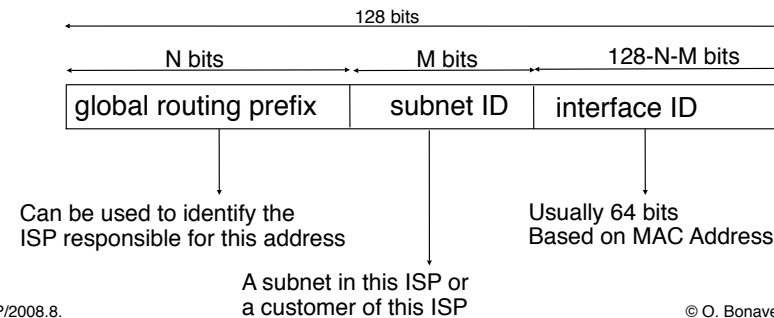 128 bits
N bits M bits 128-N-M bits
global routing prefix subnet ID interface ID
Can be used to identify the
ISP responsible for this address
Usually 64 bits
Based on MAC Address
A subnet in this ISP or
a customer of this ISP
P/2008.8. © O. Bonave